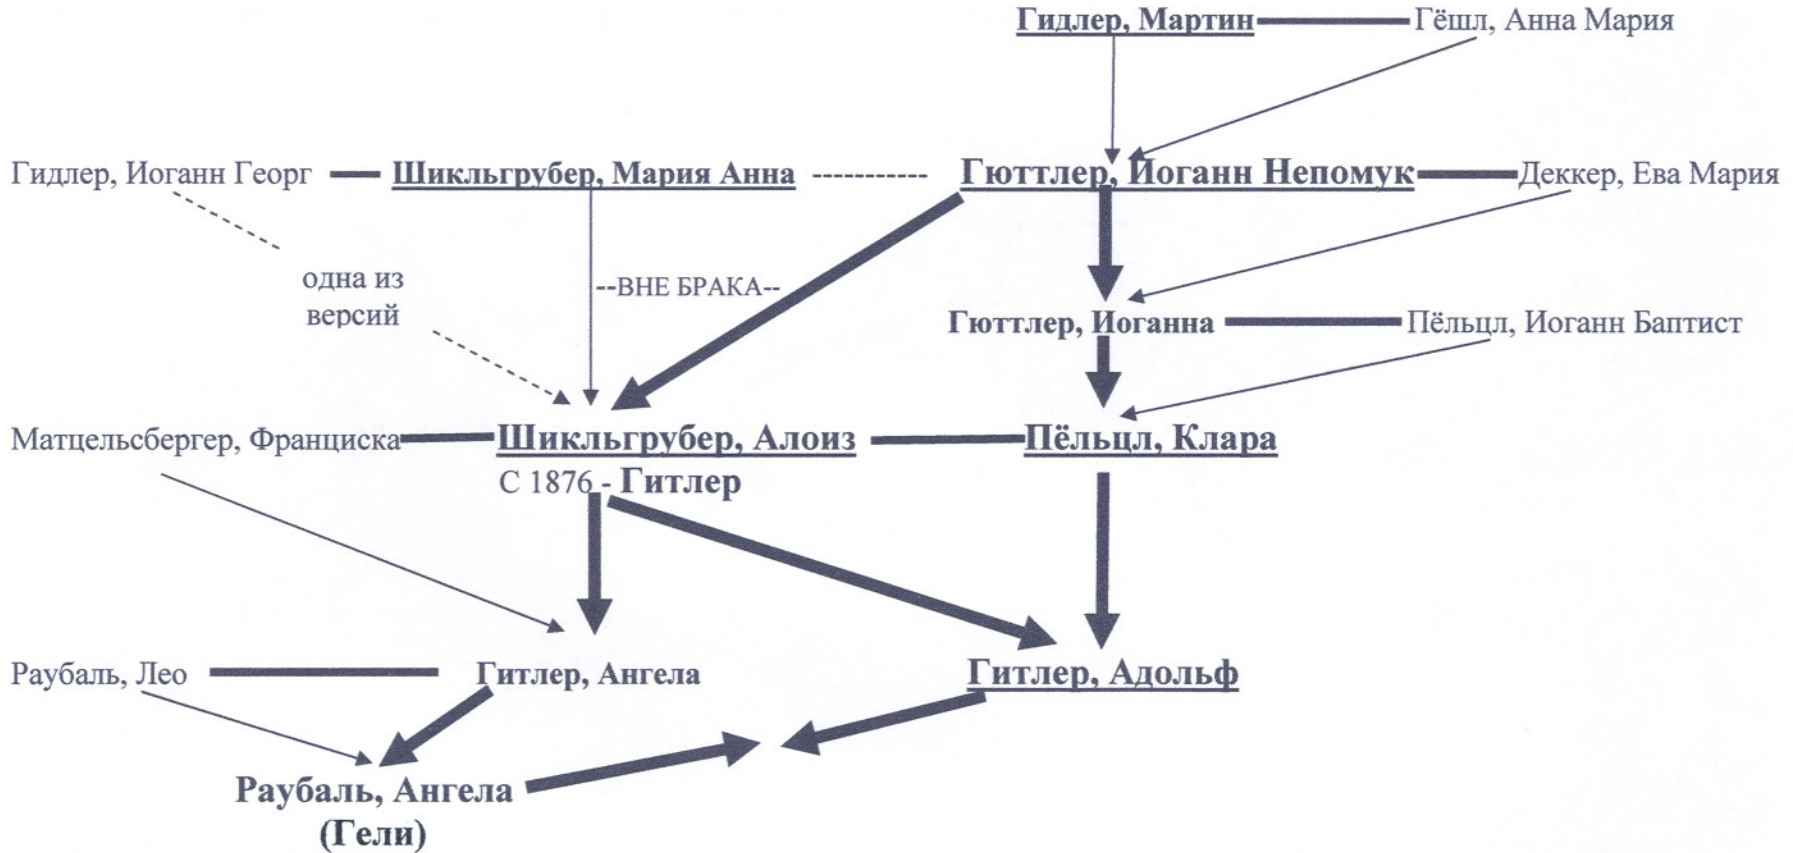 Гидлер, Мартин Гёшл, Анна Мария
Гидлер, Иоганн Георг Шикльгрубер, Мария Анна ----------- Гюттлер, Иоганн Непомук Деккер, Ева Мария
одна из
версий
--ВНЕ БРАКА--
Гюттлер, Иоганна Пёльцл, Иоганн Баптист
Матцельсбергер, Франциска Шикльгрубер, Алоиз Пёльцл, Клара
С 1876 - Гитлер
Раубаль, Лео Гитлер, Ангела Гитлер, Адольф
Раубаль, Ангела
(Гели)